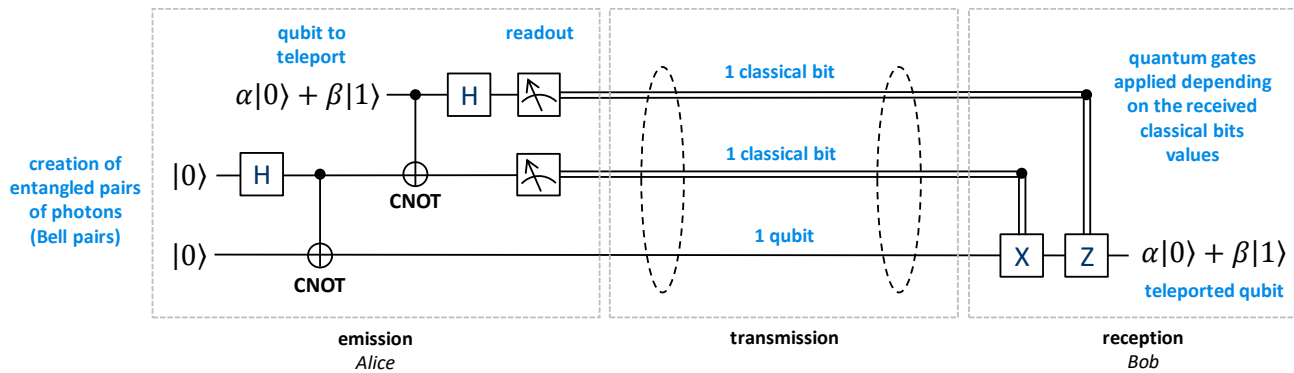 qubit to
teleport
readout
α|0⟩ + β|1⟩
H
1 classical bit
quantum gates
applied depending
on the received
classical bits
values
creation of
entangled pairs
of photons
(Bell pairs)
|0⟩
H
CNOT
1 classical bit
|0⟩
CNOT
1 qubit
X
Z
α|0⟩ + β|1⟩
teleported qubit
emission
Alice
transmission
reception
Bob